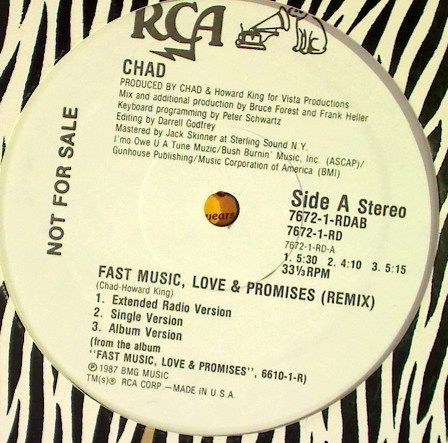 RCA
CHAD
PRODUCED BY CHAD & Howard King for Vista Productions
Mix and additional production by Bruce Forest and Frank Heller
Keyboard programming by Peter Schwartz
Editing by Darrell Godfrey
Mastered by Jack Skinner at Sterling Sound N.Y.
I'mo Owe U A Tune Muzic/Bush Burnin' Music, Inc. (ASCAP)/
Gunhouse Publishing/Music Corporation of America (BMI)
NOT FOR SALE
years
Side A Stereo
7672-1-RDAB
7672-1-RD
7672-1-RD-A
1. 5:30 2. 4:10 3. 5:15
33⅓ RPM
FAST MUSIC, LOVE & PROMISES (REMIX)
(Chad-Howard King)
1. Extended Radio Version
2. Single Version
3. Album Version
(from the album
"FAST MUSIC, LOVE & PROMISES", 6610-1-R)
℗ 1987 BMG MUSIC
TM(s)® RCA CORP.—MADE IN U.S.A.